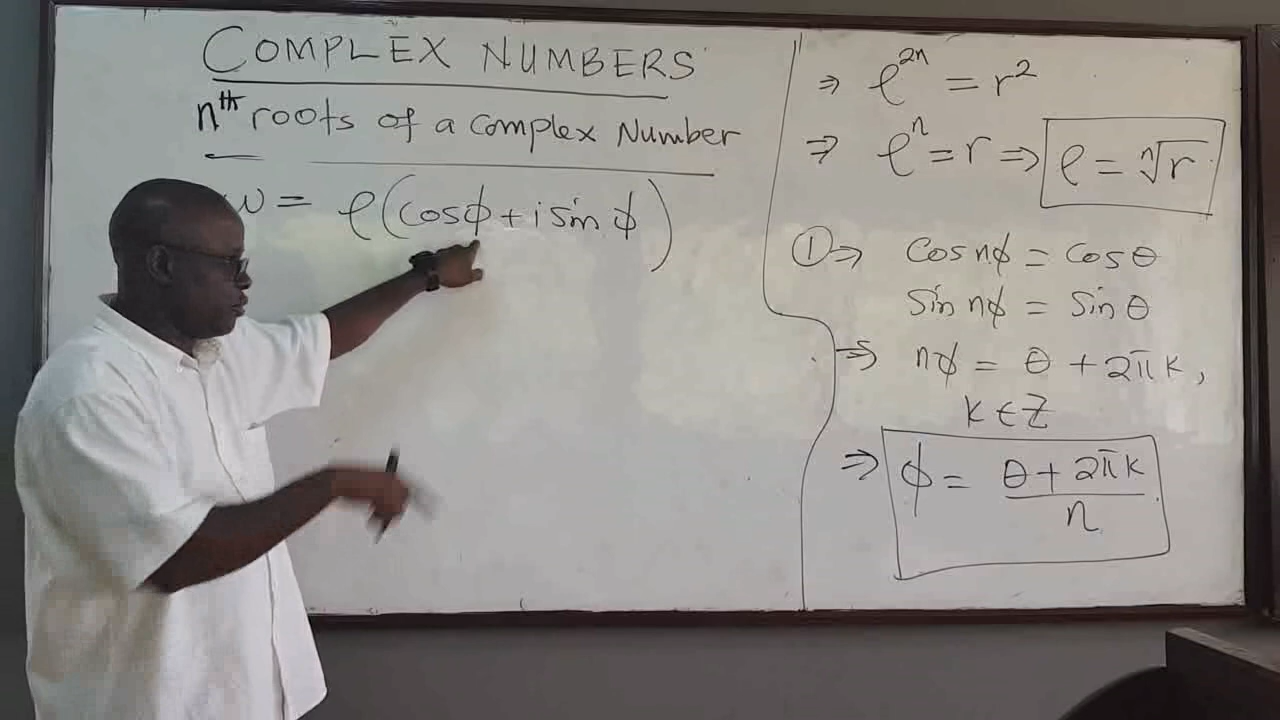 COMPLEX NUMBERS
nth roots of a complex Number
w = ρ(cosϕ + i sin ϕ)
⇒ ρ^2n = r^2
⇒ ρ^n = r ⇒ ρ = ⁿ√r
① ⇒ Cos nϕ = Cos θ
Sin nϕ = Sin θ
⇒ nϕ = θ + 2πk,
k ∈ Z
⇒ ϕ = (θ + 2πk)/n